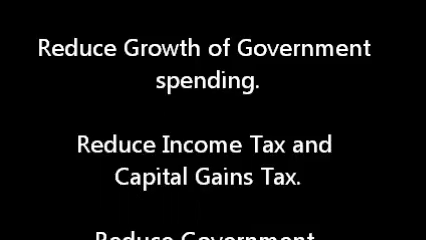 Reduce Growth of Government
spending.
Reduce Income Tax and
Capital Gains Tax.
Reduce Government